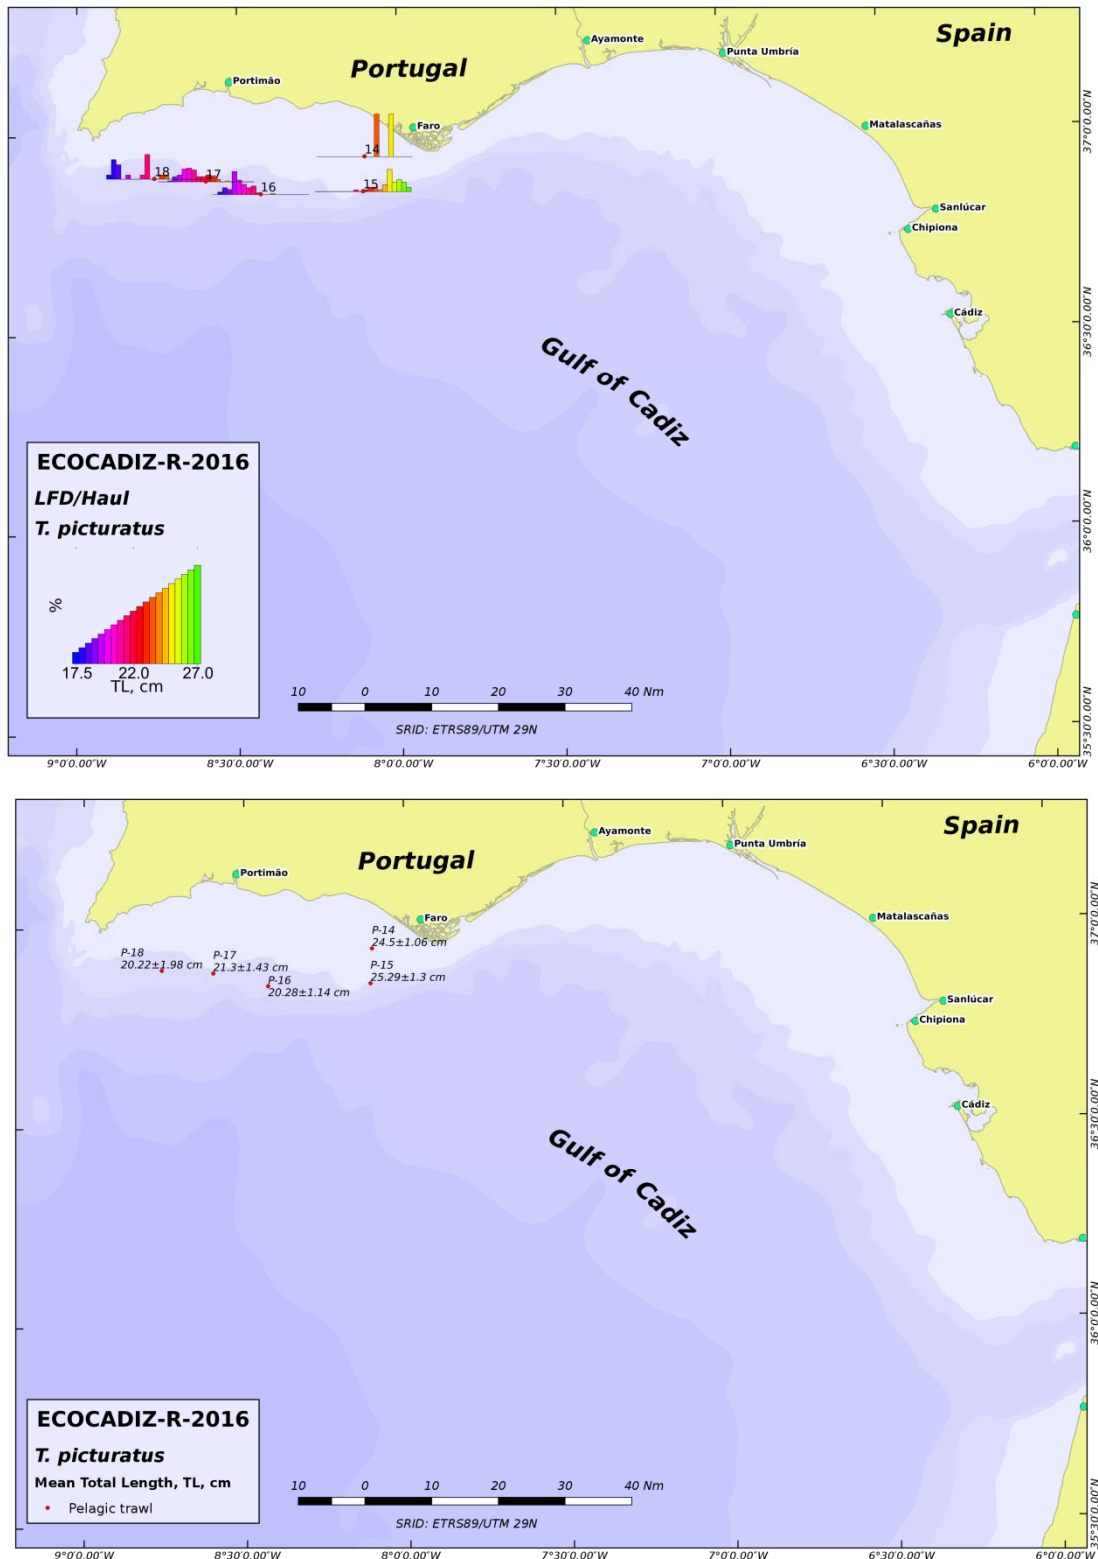 Spain
Portugal
Ayamonte
Punta Umbría
Portimão
Faro
Matalascañas
14
18
17
16
15
Sanlúcar
Chipiona
Cádiz
Gulf of Cadiz
37°0'0.00"N
36°30'0.00"N
36°0'0.00"N
35°30'0.00"N
ECOCADIZ-R-2016
LFD/Haul
T. picturatus
%
17.5 22.0 27.0
TL, cm
10 0 10 20 30 40 Nm
SRID: ETRS89/UTM 29N
9°0'0.00"W 8°30'0.00"W 8°0'0.00"W 7°30'0.00"W 7°0'0.00"W 6°30'0.00"W 6°0'0.00"W
Spain
Portugal
Ayamonte
Punta Umbría
Portimão
Faro
Matalascañas
P-14
24.5±1.06 cm
P-18
20.22±1.98 cm
P-17
21.3±1.43 cm
P-16
20.28±1.14 cm
P-15
25.29±1.3 cm
Sanlúcar
Chipiona
Cádiz
Gulf of Cadiz
37°0'0.00"N
36°30'0.00"N
36°0'0.00"N
35°30'0.00"N
ECOCADIZ-R-2016
T. picturatus
Mean Total Length, TL, cm
Pelagic trawl
10 0 10 20 30 40 Nm
SRID: ETRS89/UTM 29N
9°0'0.00"W 8°30'0.00"W 8°0'0.00"W 7°30'0.00"W 7°0'0.00"W 6°30'0.00"W 6°0'0.00"W